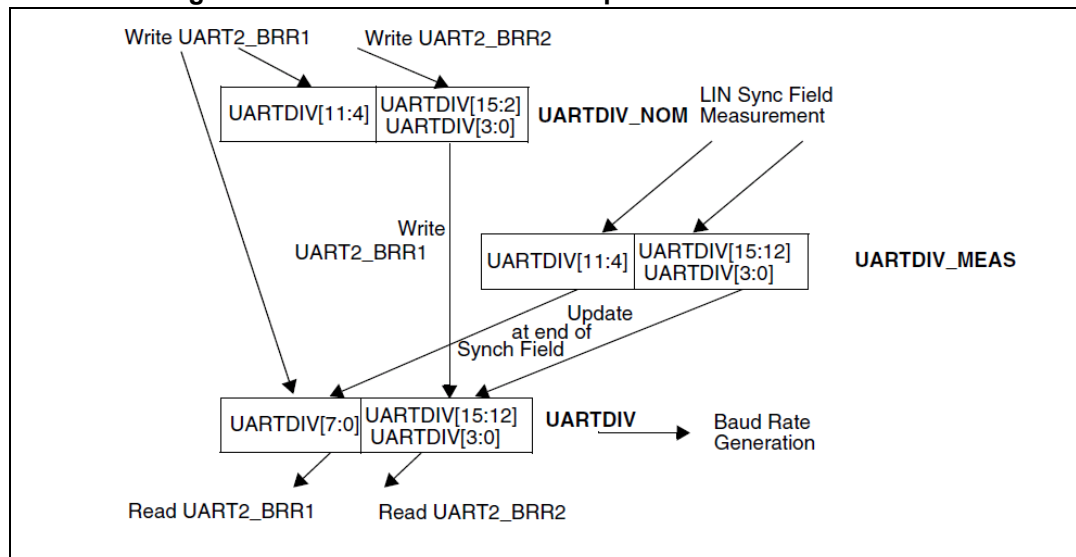 Write UART2_BRR1
Write UART2_BRR2
UARTDIV[11:4]
UARTDIV[15:2]
UARTDIV[3:0]
UARTDIV_NOM
LIN Sync Field
Measurement
Write
UART2_BRR1
UARTDIV[11:4]
UARTDIV[15:12]
UARTDIV[3:0]
UARTDIV_MEAS
Update
at end of
Synch Field
UARTDIV[7:0]
UARTDIV[15:12]
UARTDIV[3:0]
UARTDIV
Baud Rate
Generation
Read UART2_BRR1
Read UART2_BRR2